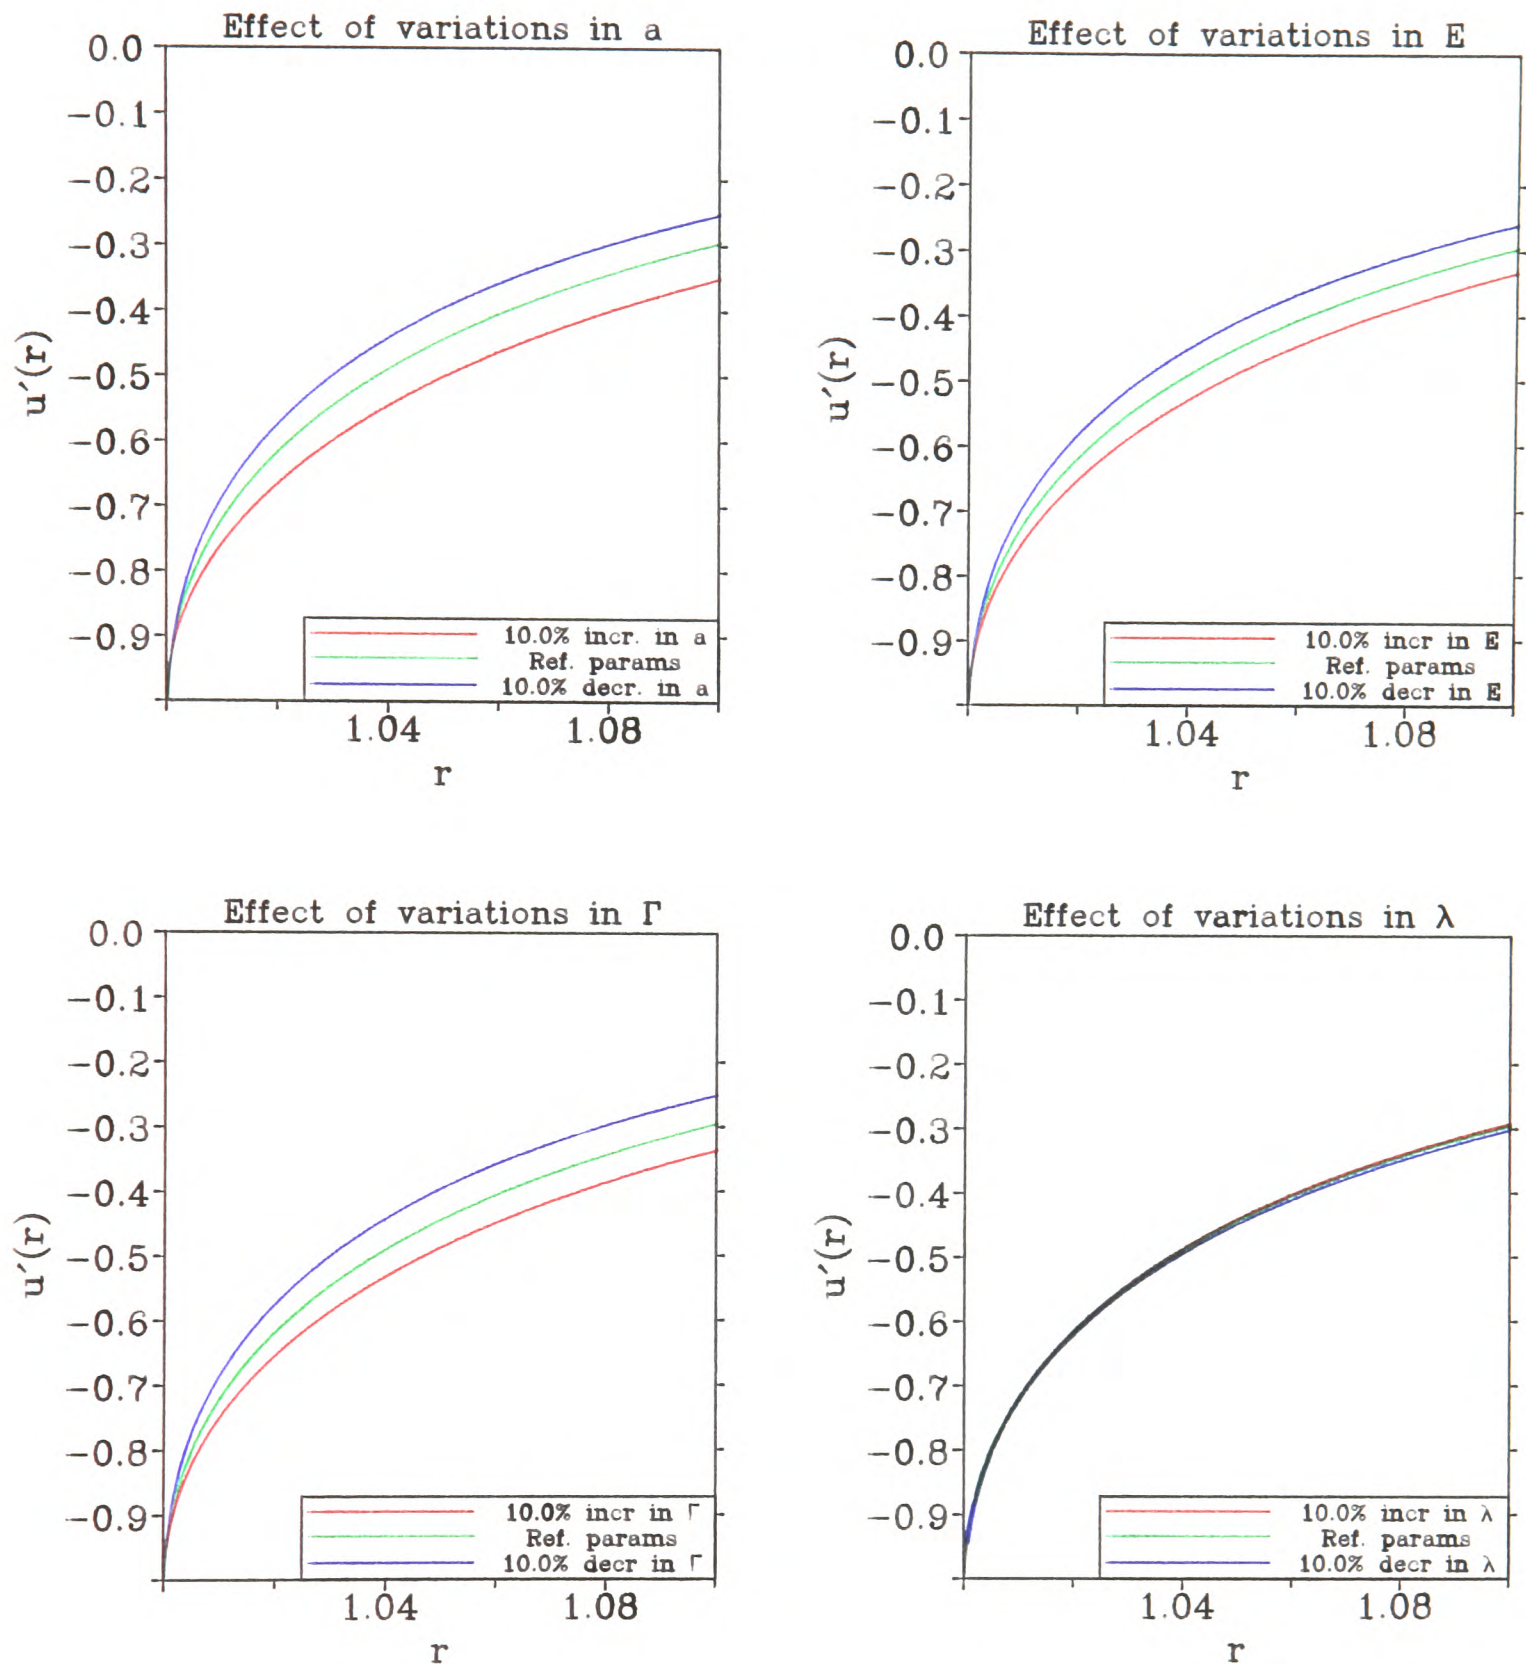 Effect of variations in a
0.0
−0.1
−0.2
−0.3
−0.4
−0.5
−0.6
−0.7
−0.8
−0.9
u′(r)
10.0% incr. in a
Ref. params
10.0% decr. in a
1.04 1.08
r
Effect of variations in E
0.0
−0.1
−0.2
−0.3
−0.4
−0.5
−0.6
−0.7
−0.8
−0.9
u′(r)
10.0% incr in E
Ref. params
10.0% decr in E
1.04 1.08
r
Effect of variations in Γ
0.0
−0.1
−0.2
−0.3
−0.4
−0.5
−0.6
−0.7
−0.8
−0.9
u′(r)
10.0% incr in Γ
Ref. params
10.0% decr in Γ
1.04 1.08
r
Effect of variations in λ
0.0
−0.1
−0.2
−0.3
−0.4
−0.5
−0.6
−0.7
−0.8
−0.9
u′(r)
10.0% incr in λ
Ref. params
10.0% decr in λ
1.04 1.08
r